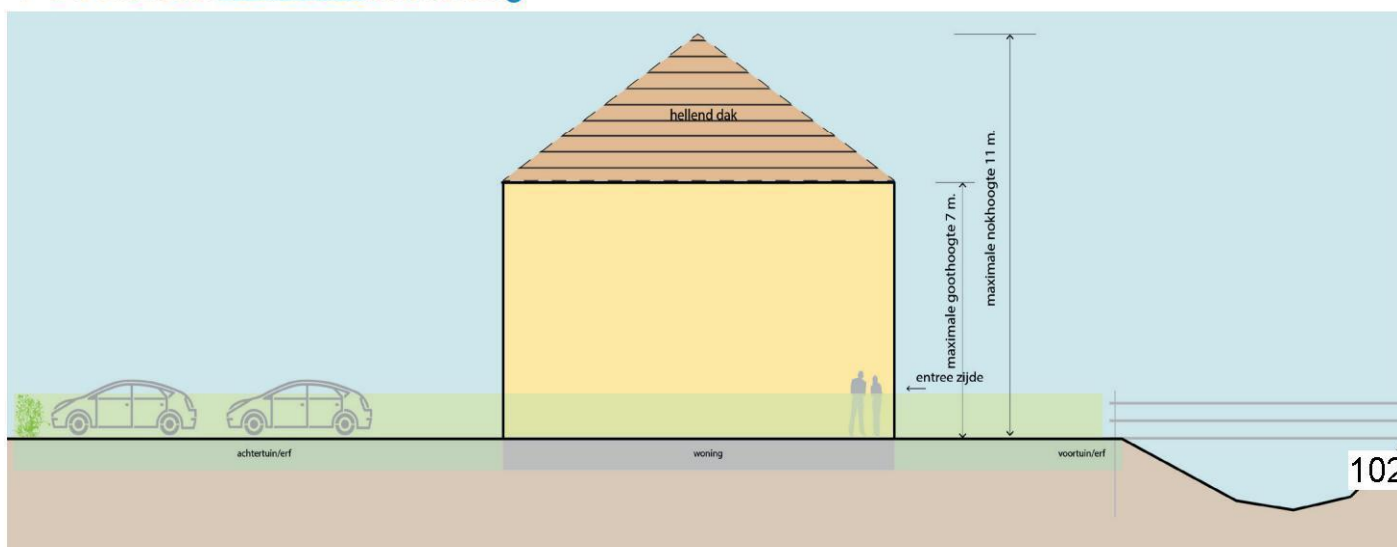 hellend dak
maximale goothoogte 7 m.
maximale nokhoogte 11 m.
entree zijde
achtertuin/erf
woning
voortuin/erf
102